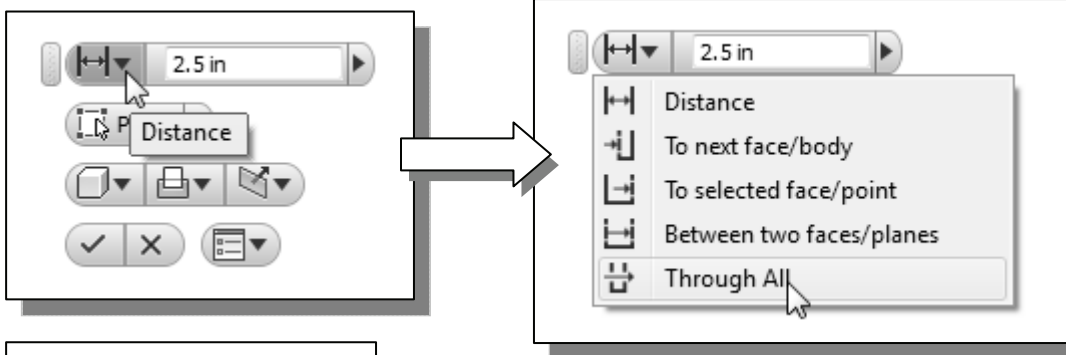 2.5 in
P
Distance
2.5 in
Distance
To next face/body
To selected face/point
Between two faces/planes
Through All